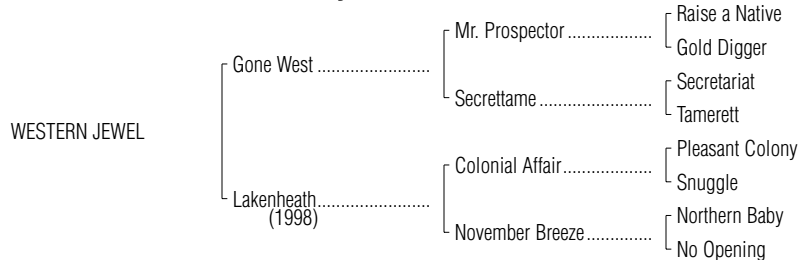 Raise a Native
Mr. Prospector ..................
Gold Digger
Gone West ........................
Secretariat
Secrettame ........................
Tamerett
WESTERN JEWEL
Pleasant Colony
Colonial Affair...................
Snuggle
Lakenheath........................
(1998)
Northern Baby
November Breeze..............
No Opening